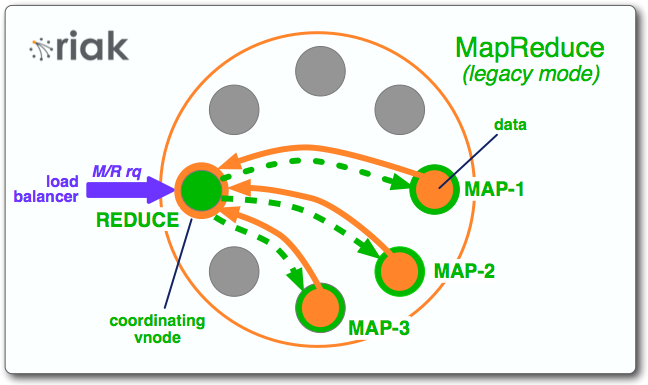 riak
MapReduce
(legacy mode)
data
M/R rq
load
balancer
REDUCE
MAP-1
MAP-2
MAP-3
coordinating
vnode